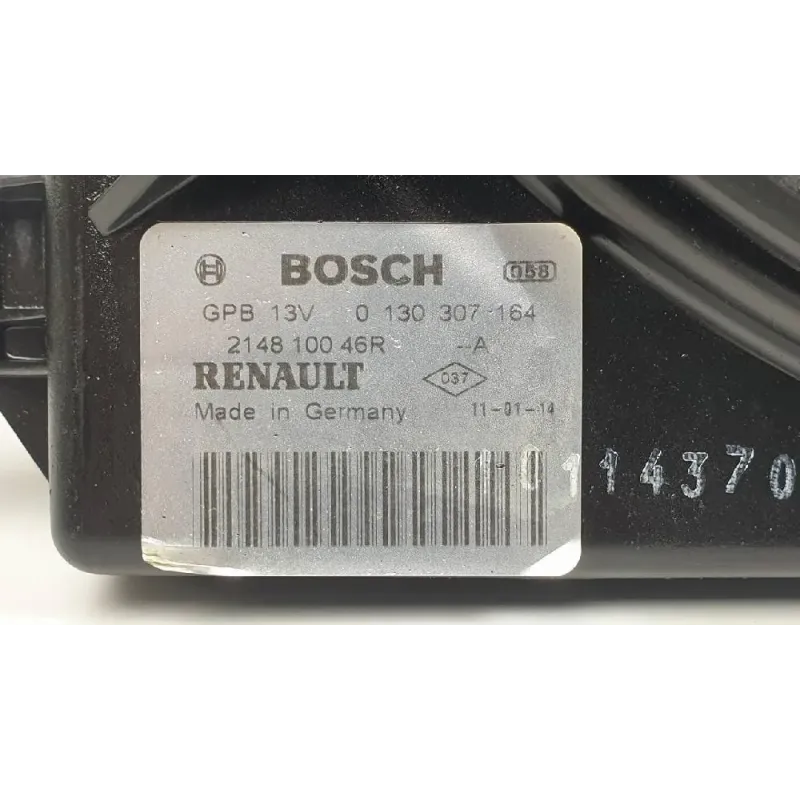 BOSCH 058
GPB 13V 0 130 307 164
2148 100 46R --A
RENAULT 037
Made in Germany 11-01-14
0114370